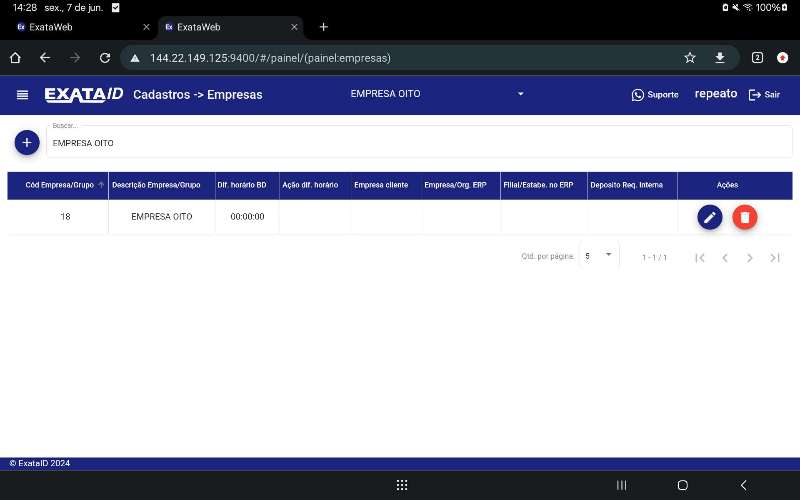 14:28 sex., 7 de jun. 100%
Ex ExataWeb
Ex ExataWeb
144.22.149.125:9400/#/painel/(painel:empresas) 2
EXATAID Cadastros -> Empresas EMPRESA OITO Suporte repeato Sair
Buscar...
EMPRESA OITO
Cód Empresa/Grupo Descrição Empresa/Grupo Dif. horário BD Ação dif. horário Empresa cliente Empresa/Org. ERP Filial/Estabe. no ERP Deposito Req. Interna Ações
18 EMPRESA OITO 00:00:00
Qtd. por página: 5 1 - 1 / 1
© ExataID 2024